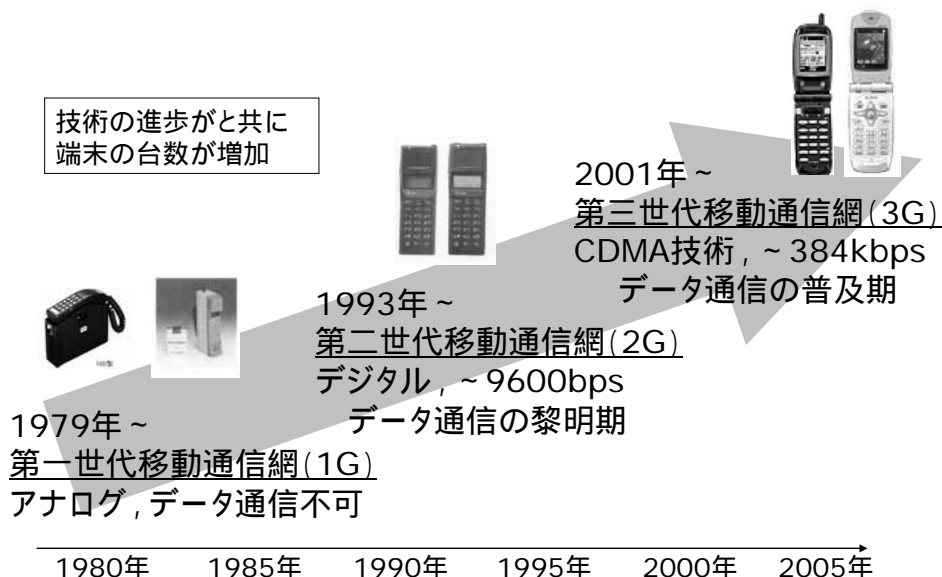 技術の進歩がと共に
端末の台数が増加
2001年~
第三世代移動通信網(3G)
CDMA技術,~384kbps
データ通信の普及期
1993年~
第二世代移動通信網(2G)
デジタル,~9600bps
データ通信の黎明期
1979年~
第一世代移動通信網(1G)
アナログ,データ通信不可
1980年 1985年 1990年 1995年 2000年 2005年